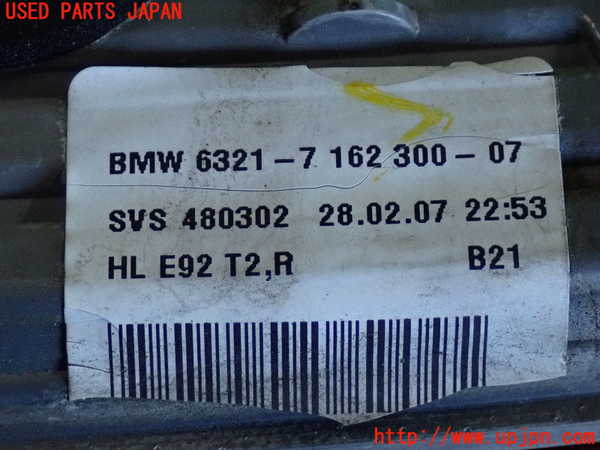 USED PARTS JAPAN
BMW 6321-7 162 300-07
SVS 480302 28.02.07 22:53
HL E92 T2,R B21
http://www.upjpn.com